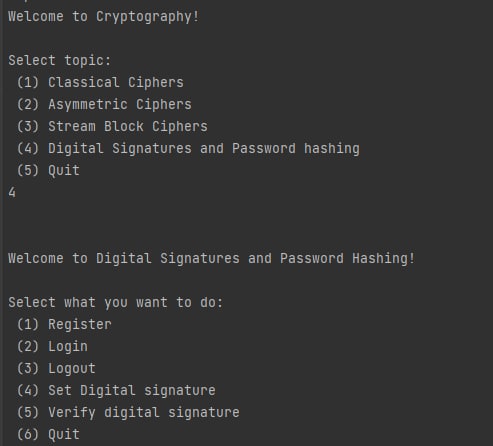 Welcome to Cryptography!
Select topic:
(1) Classical Ciphers
(2) Asymmetric Ciphers
(3) Stream Block Ciphers
(4) Digital Signatures and Password hashing
(5) Quit
4
Welcome to Digital Signatures and Password Hashing!
Select what you want to do:
(1) Register
(2) Login
(3) Logout
(4) Set Digital signature
(5) Verify digital signature
(6) Quit